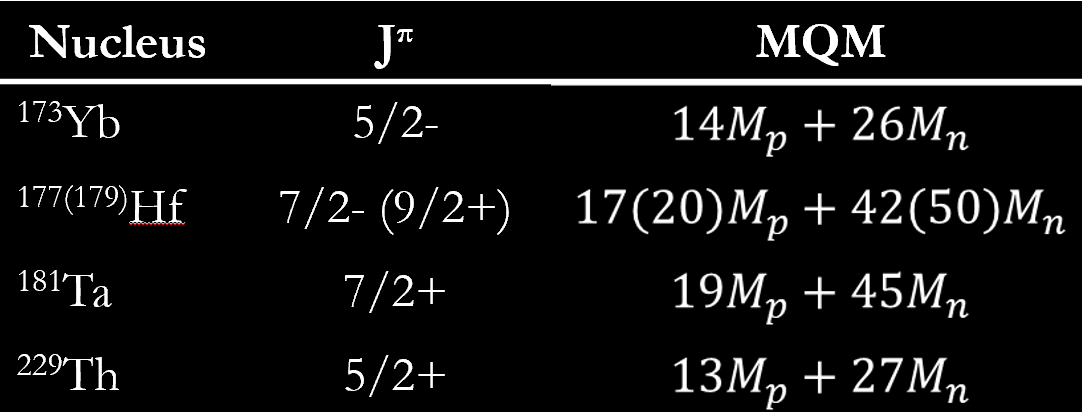 Nucleus J^π MQM
¹⁷³Yb 5/2- 14Mₚ + 26Mₙ
¹⁷⁷⁽¹⁷⁹⁾Hf 7/2- (9/2+) 17(20)Mₚ + 42(50)Mₙ
¹⁸¹Ta 7/2+ 19Mₚ + 45Mₙ
²²⁹Th 5/2+ 13Mₚ + 27Mₙ